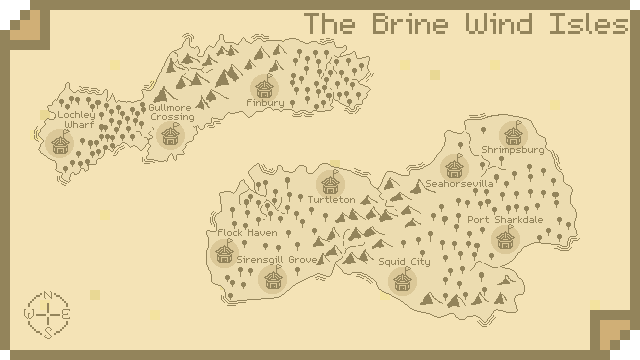 The Brine Wind Isles
Lochley
Wharf
Gullmore
Crossing
Finbury
Shrimpsburg
Seahorsevilla
Turtleton
Port Sharkdale
Flock Haven
Sirensgill Grove
Squid City
N
W E
S